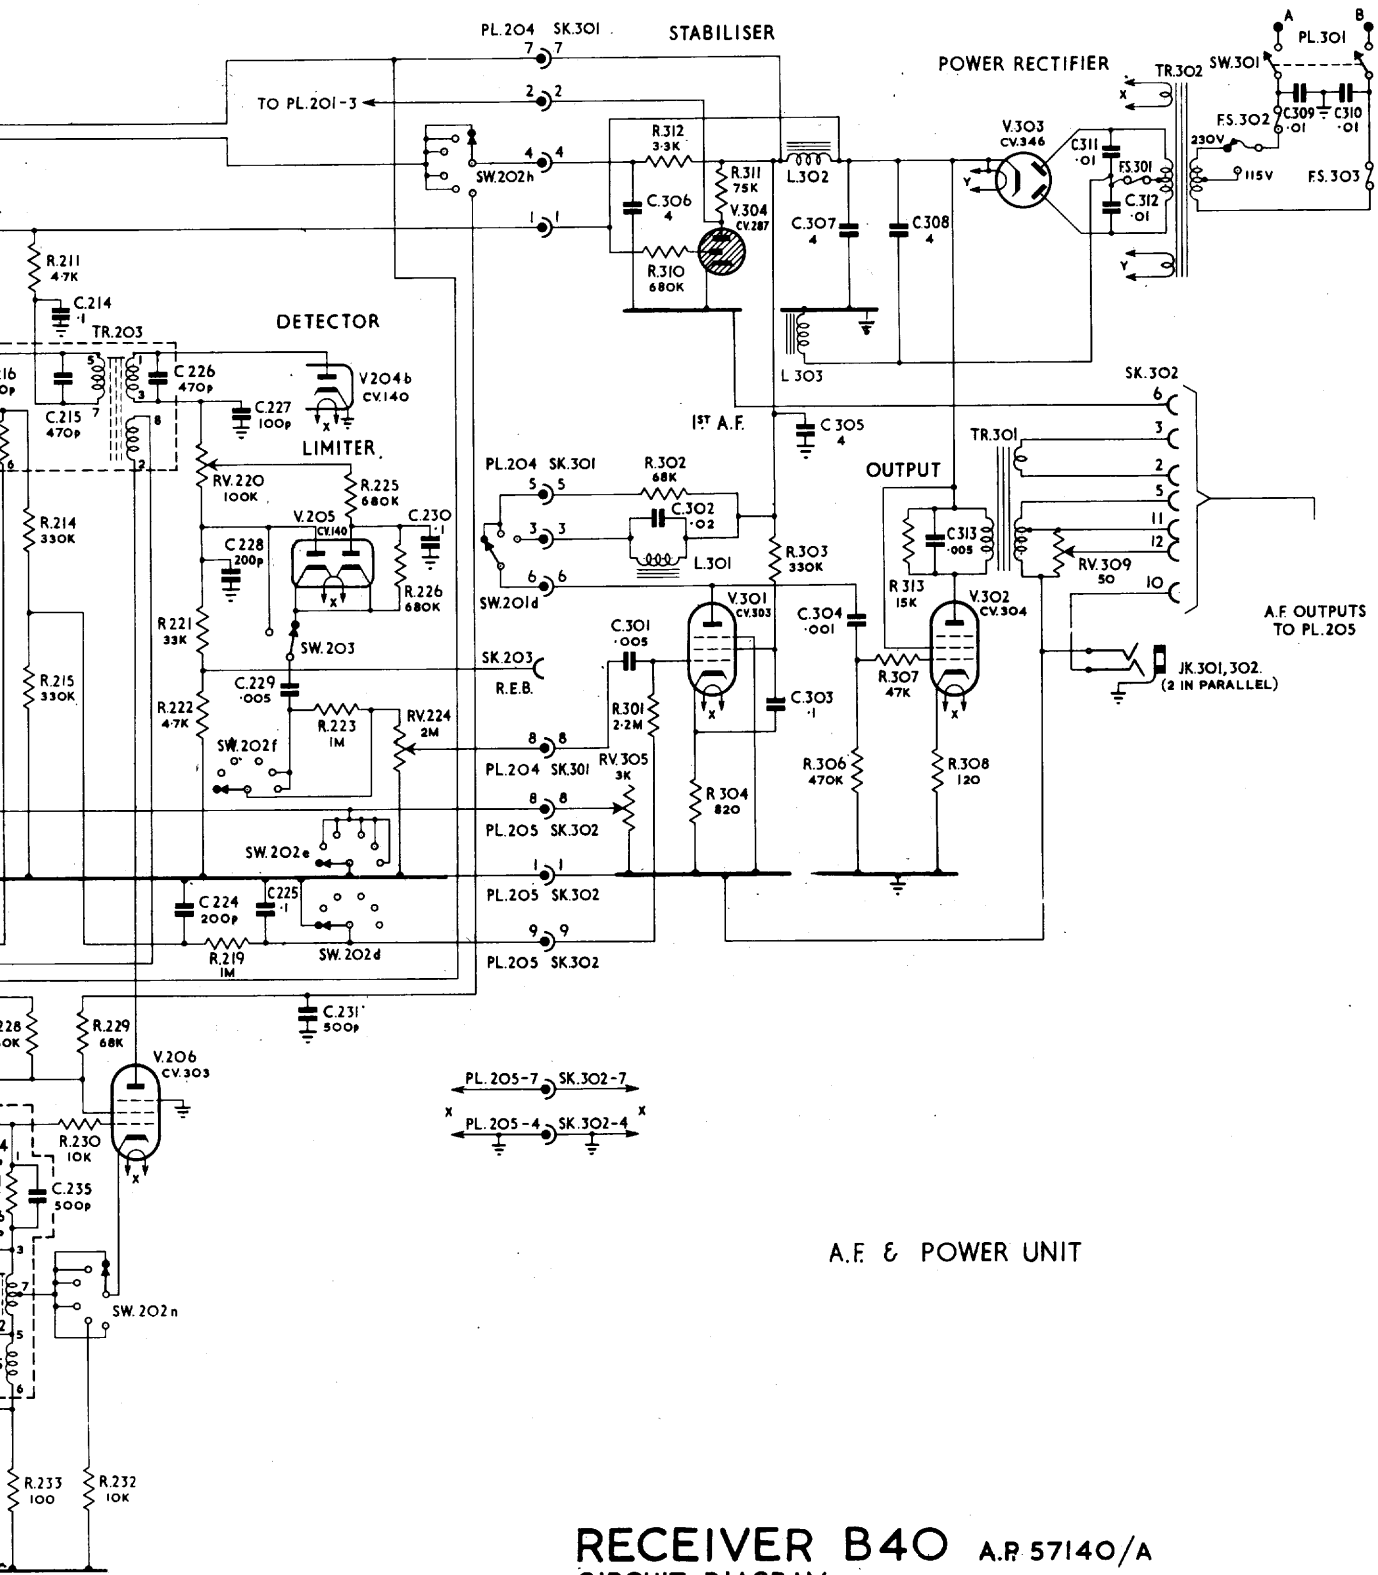 A B
PL.301
PL.204 SK.301
STABILISER
7 7
POWER RECTIFIER
TR.302
SW.301
X
2 2
TO PL.201-3
C309
.01
C310
.01
F.S.302
R.312
3.3K
V.303
CV.346
C311
.01
230V
4 4
SW.202h
L.302
R.311
75K
F.S.301
115V
F.S.303
Y
C.306
4
V.304
CV.287
C.312
.01
1 1
C.307
4
C.308
4
R.211
4.7K
R.310
680K
Y
C.214
.1
DETECTOR
TR.203
5 1
C 226
470p
V204b
CV.140
L 303
SK.302
6
C.215
470p
7
3
8
C.227
100p
X
1ST A.F.
C 305
4
3
LIMITER
TR.301
6
2
PL.204 SK.301
R.302
68K
OUTPUT
2
RV.220
100K
R.225
680K
5 5
5
C.302
.02
V.205
CV.140
C.230
.1
R.214
330K
3 3
C313
.005
11
C 228
200p
L.301
R.303
330K
12
RV.309
50
X
R.226
680K
6 6
SW.201d
R 313
15K
10
V.301
CV.303
C.304
.001
V.302
CV.304
R 221
33K
SW.203
C.301
.005
A.F. OUTPUTS
TO PL.205
SK.203
R.E.B.
R.215
330K
C.229
.005
R.307
47K
JK.301,302.
(2 IN PARALLEL)
R.222
4.7K
R.223
1M
RV.224
2M
R.301
2.2M
X
C.303
.1
X
SW.202f
8 8
PL.204 SK.301
RV.305
3K
R.306
470K
R.308
120
R 304
820
8 8
PL.205 SK.302
SW.202e
1 1
PL.205 SK.302
C 224
200p
C225
.1
9 9
R.219
1M
SW.202d
PL.205 SK.302
C.231
500p
R.229
68K
V.206
CV.303
PL.205-7 SK.302-7
X X
PL.205-4 SK.302-4
R.230
10K
X
1
C.235
500p
3
A.F. & POWER UNIT
7
SW.202n
5
6
R.233
100
R.232
10K
RECEIVER B40 A.P. 57140/A